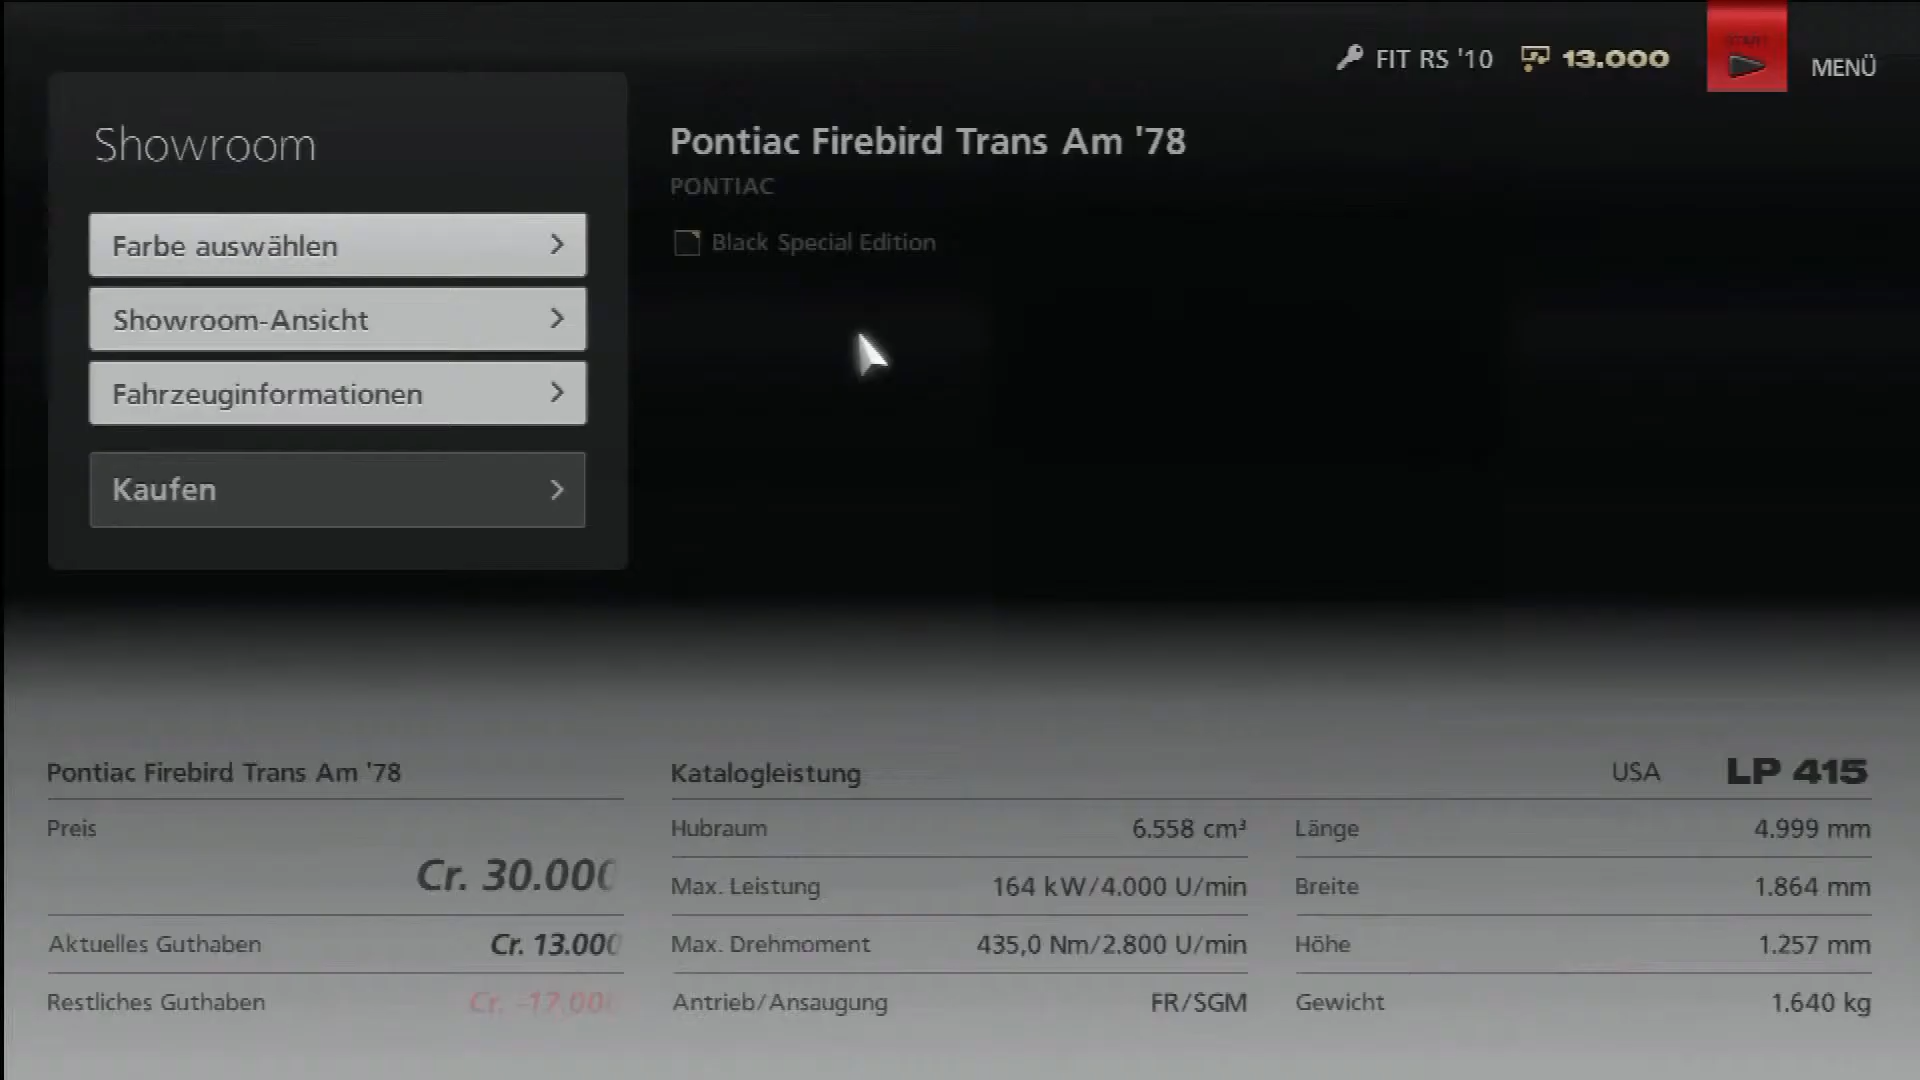 FIT RS '10 13.000 MENÜ
Showroom
Farbe auswählen
Showroom-Ansicht
Fahrzeuginformationen
Kaufen
Pontiac Firebird Trans Am '78
PONTIAC
Black Special Edition
Pontiac Firebird Trans Am '78
Preis
Cr. 30.000
Aktuelles Guthaben Cr. 13.000
Restliches Guthaben Cr. -17.000
Katalogleistung USA LP 415
Hubraum 6.558 cm³ Länge 4.999 mm
Max. Leistung 164 kW/4.000 U/min Breite 1.864 mm
Max. Drehmoment 435,0 Nm/2.800 U/min Höhe 1.257 mm
Antrieb/Ansaugung FR/SGM Gewicht 1.640 kg